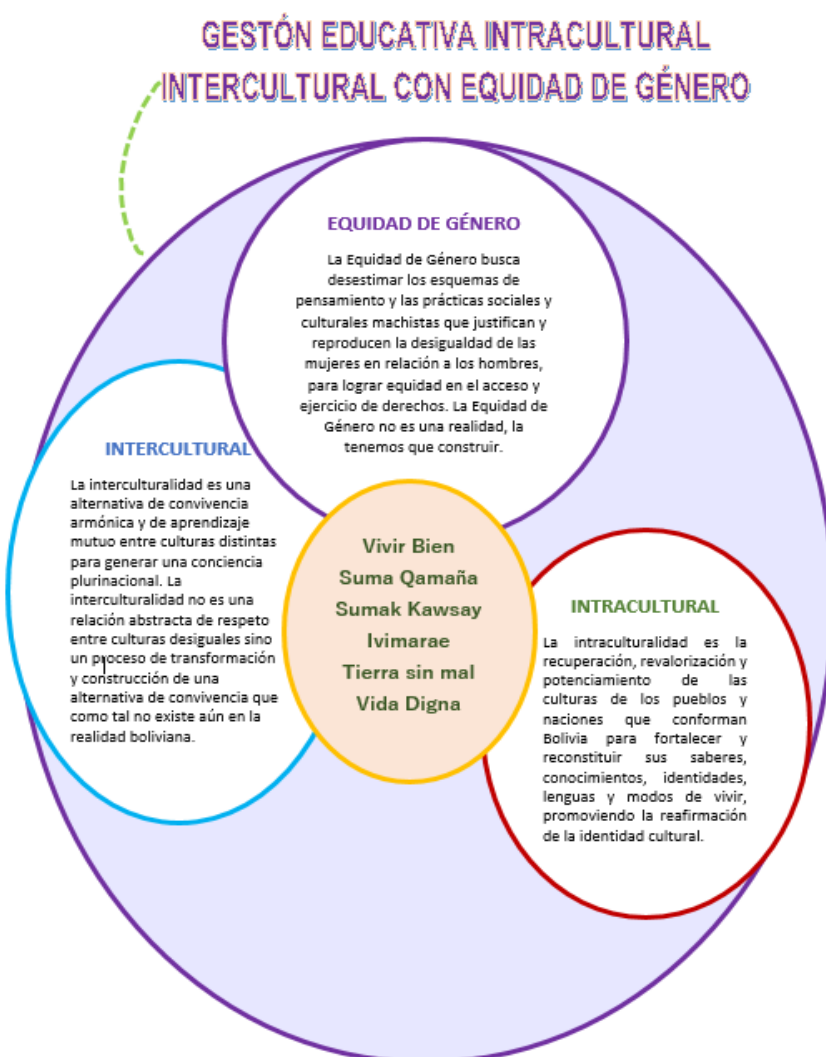 GESTÓN EDUCATIVA INTRACULTURAL
INTERCULTURAL CON EQUIDAD DE GÉNERO
EQUIDAD DE GÉNERO
La Equidad de Género busca
desestimar los esquemas de
pensamiento y las prácticas sociales y
culturales machistas que justifican y
reproducen la desigualdad de las
mujeres en relación a los hombres,
para lograr equidad en el acceso y
ejercicio de derechos. La Equidad de
Género no es una realidad, la
tenemos que construir.
INTERCULTURAL
La interculturalidad es una
alternativa de convivencia
armónica y de aprendizaje
mutuo entre culturas distintas
para generar una conciencia
plurinacional. La
interculturalidad no es una
relación abstracta de respeto
entre culturas desiguales sino
un proceso de transformación
y construcción de una
alternativa de convivencia que
como tal no existe aún en la
realidad boliviana.
Vivir Bien
Suma Qamaña
Sumak Kawsay
Ivimarae
Tierra sin mal
Vida Digna
INTRACULTURAL
La intraculturalidad es la
recuperación, revalorización y
potenciamiento de las
culturas de los pueblos y
naciones que conforman
Bolivia para fortalecer y
reconstituir sus saberes,
conocimientos, identidades,
lenguas y modos de vivir,
promoviendo la reafirmación
de la identidad cultural.